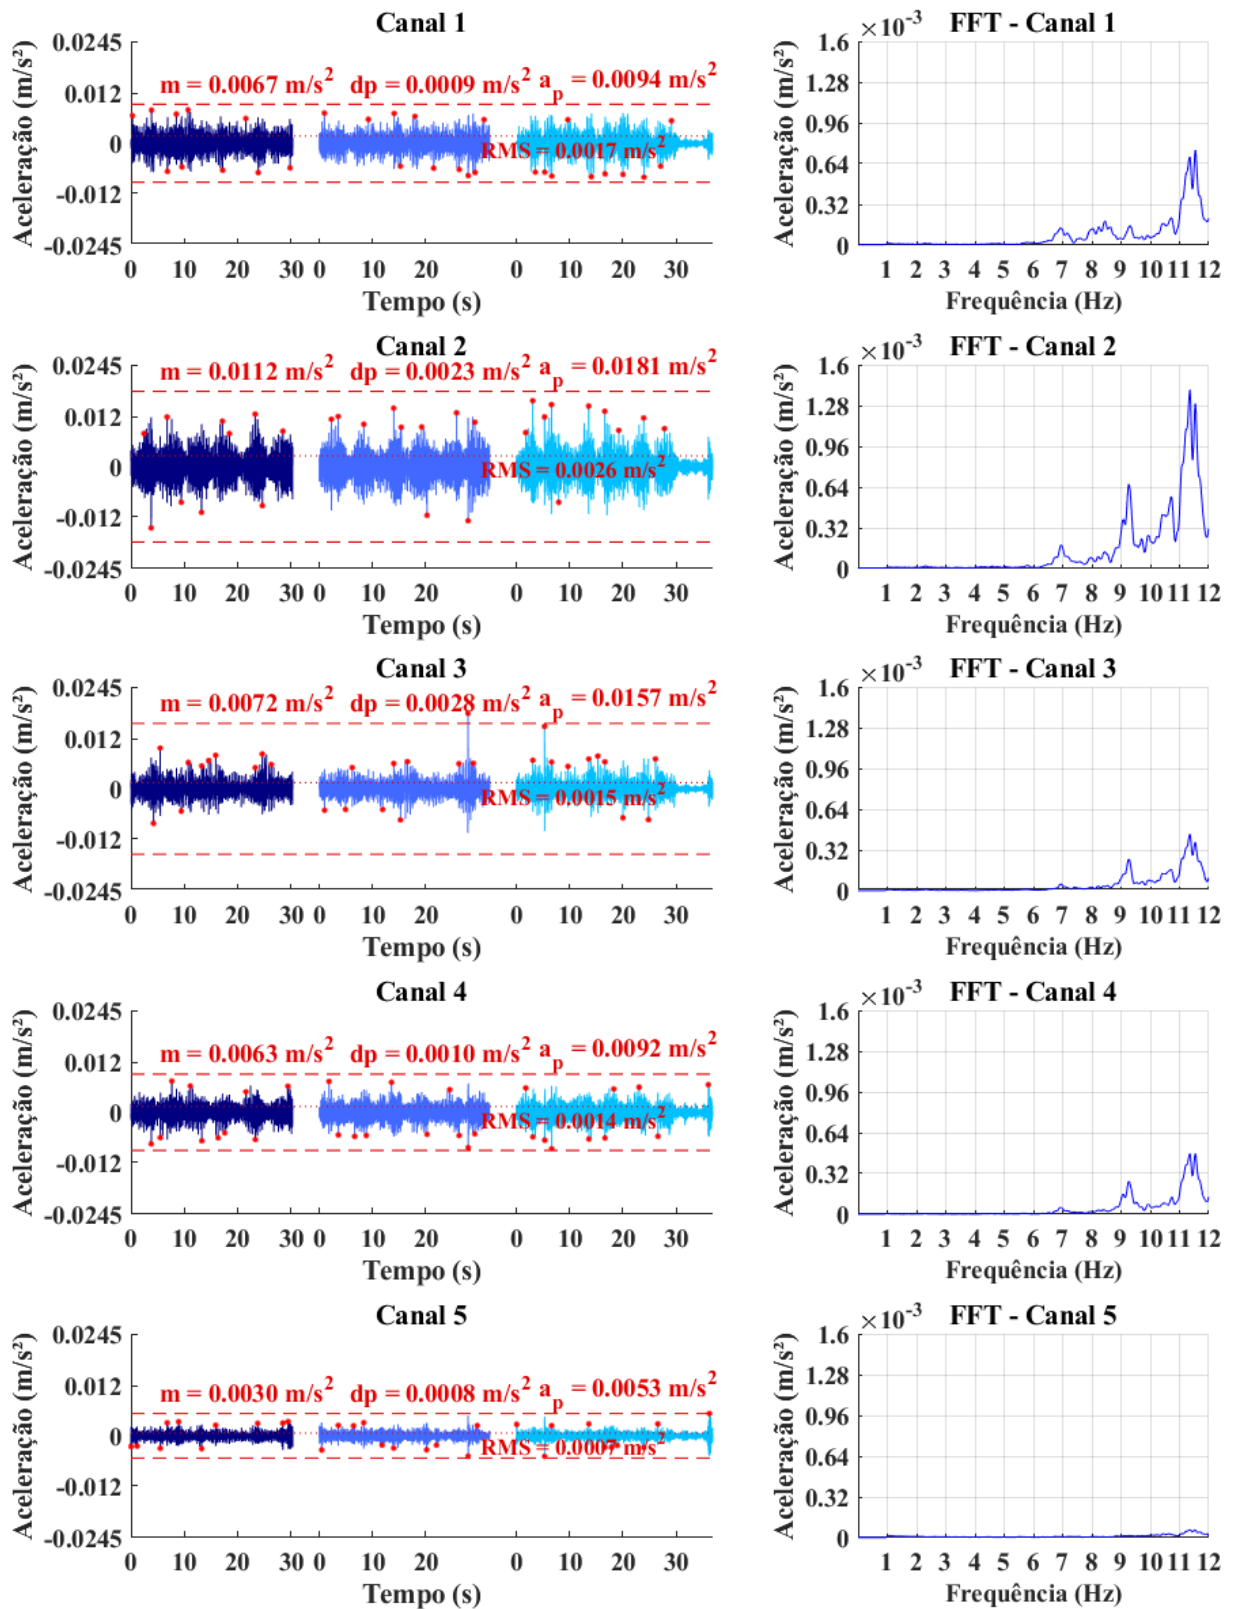 Canal 1
0.0245
0.012
0
-0.012
-0.0245
Aceleração (m/s²)
m = 0.0067 m/s² dp = 0.0009 m/s² aₚ = 0.0094 m/s²
RMS = 0.0017 m/s²
0 10 20 30 0 10 20 0 10 20 30
Tempo (s)
×10⁻³ FFT - Canal 1
1.6
1.28
0.96
0.64
0.32
0
Aceleração (m/s²)
1 2 3 4 5 6 7 8 9 10 11 12
Frequência (Hz)
Canal 2
0.0245
0.012
0
-0.012
-0.0245
Aceleração (m/s²)
m = 0.0112 m/s² dp = 0.0023 m/s² aₚ = 0.0181 m/s²
RMS = 0.0026 m/s²
0 10 20 30 0 10 20 0 10 20 30
Tempo (s)
×10⁻³ FFT - Canal 2
1.6
1.28
0.96
0.64
0.32
0
Aceleração (m/s²)
1 2 3 4 5 6 7 8 9 10 11 12
Frequência (Hz)
Canal 3
0.0245
0.012
0
-0.012
-0.0245
Aceleração (m/s²)
m = 0.0072 m/s² dp = 0.0028 m/s² aₚ = 0.0157 m/s²
RMS = 0.0015 m/s²
0 10 20 30 0 10 20 0 10 20 30
Tempo (s)
×10⁻³ FFT - Canal 3
1.6
1.28
0.96
0.64
0.32
0
Aceleração (m/s²)
1 2 3 4 5 6 7 8 9 10 11 12
Frequência (Hz)
Canal 4
0.0245
0.012
0
-0.012
-0.0245
Aceleração (m/s²)
m = 0.0063 m/s² dp = 0.0010 m/s² aₚ = 0.0092 m/s²
RMS = 0.0014 m/s²
0 10 20 30 0 10 20 0 10 20 30
Tempo (s)
×10⁻³ FFT - Canal 4
1.6
1.28
0.96
0.64
0.32
0
Aceleração (m/s²)
1 2 3 4 5 6 7 8 9 10 11 12
Frequência (Hz)
Canal 5
0.0245
0.012
0
-0.012
-0.0245
Aceleração (m/s²)
m = 0.0030 m/s² dp = 0.0008 m/s² aₚ = 0.0053 m/s²
RMS = 0.0007 m/s²
0 10 20 30 0 10 20 0 10 20 30
Tempo (s)
×10⁻³ FFT - Canal 5
1.6
1.28
0.96
0.64
0.32
0
Aceleração (m/s²)
1 2 3 4 5 6 7 8 9 10 11 12
Frequência (Hz)